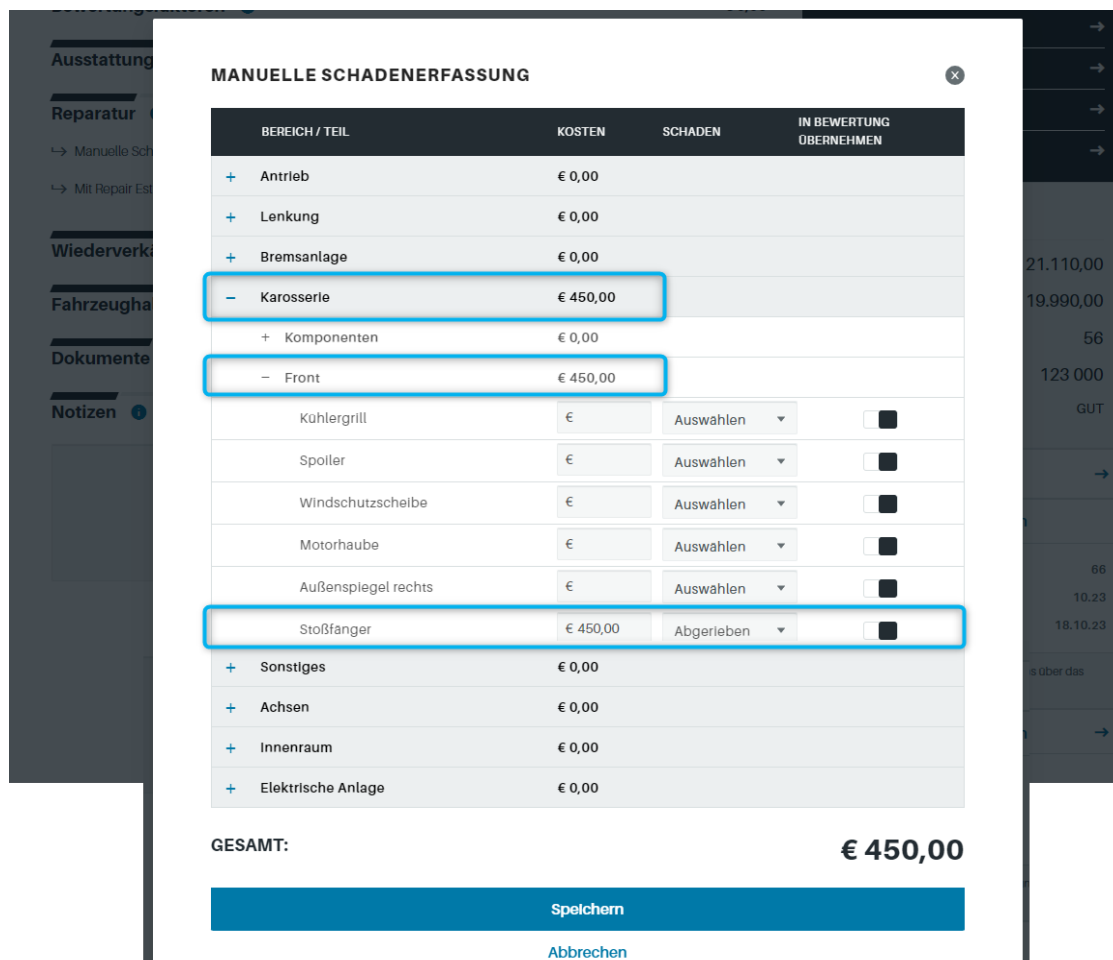 Ausstattung
Reparatur
Manuelle Sch
Mit Repair Est
Wiederverkä
Fahrzeugha
Dokumente
Notizen
MANUELLE SCHADENERFASSUNG
BEREICH / TEIL KOSTEN SCHADEN IN BEWERTUNG ÜBERNEHMEN
+ Antrieb € 0,00
+ Lenkung € 0,00
+ Bremsanlage € 0,00
− Karosserie € 450,00
+ Komponenten € 0,00
− Front € 450,00
Kühlergrill € Auswählen
Spoiler € Auswählen
Windschutzscheibe € Auswählen
Motorhaube € Auswählen
Außenspiegel rechts € Auswählen
Stoßfänger € 450,00 Abgerieben
+ Sonstiges € 0,00
+ Achsen € 0,00
+ Innenraum € 0,00
+ Elektrische Anlage € 0,00
GESAMT: € 450,00
Speichern
Abbrechen
21.110,00
19.990,00
56
123 000
GUT
66
10.23
18.10.23
s über das